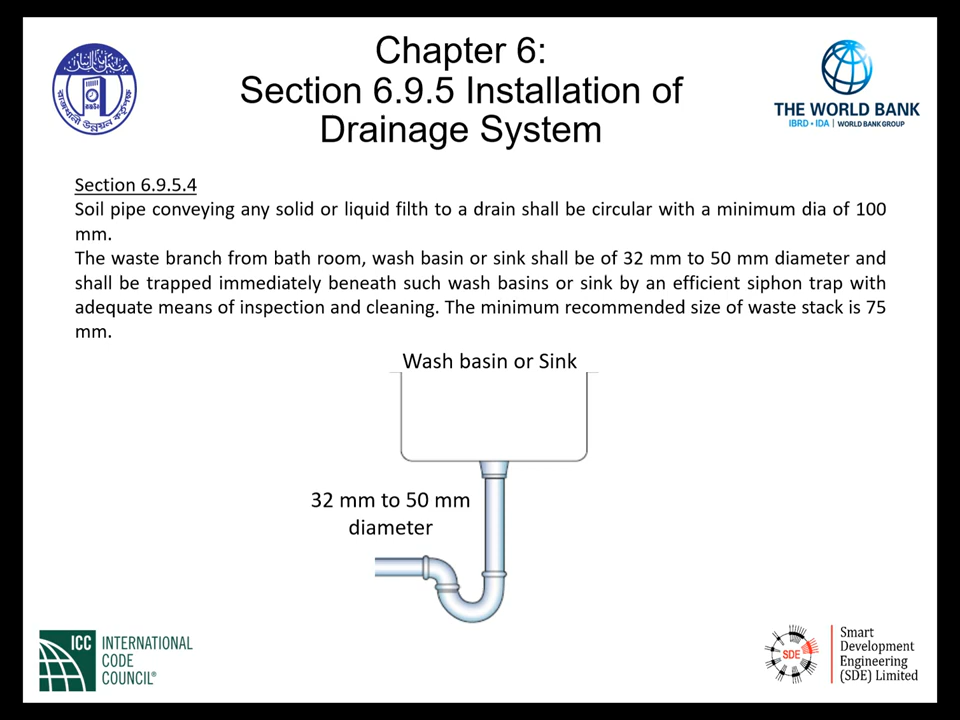 Chapter 6:
Section 6.9.5 Installation of
Drainage System
রাজধানী উন্নয়ন কর্তৃপক্ষ
THE WORLD BANK
IBRD • IDA | WORLD BANK GROUP
Section 6.9.5.4
Soil pipe conveying any solid or liquid filth to a drain shall be circular with a minimum dia of 100
mm.
The waste branch from bath room, wash basin or sink shall be of 32 mm to 50 mm diameter and
shall be trapped immediately beneath such wash basins or sink by an efficient siphon trap with
adequate means of inspection and cleaning. The minimum recommended size of waste stack is 75
mm.
Wash basin or Sink
32 mm to 50 mm
diameter
ICC INTERNATIONAL
CODE
COUNCIL®
SDE
Smart
Development
Engineering
(SDE) Limited